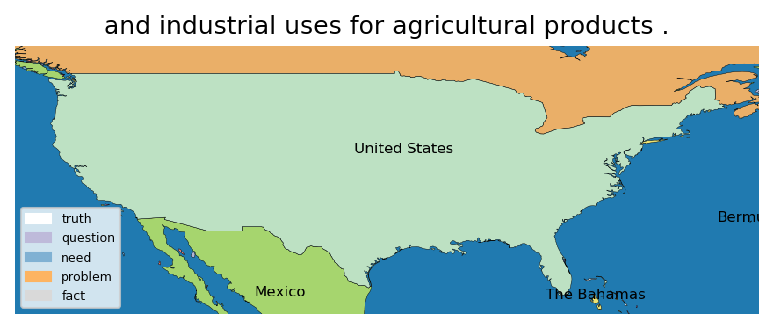 and industrial uses for agricultural products .
United States
Bermu
truth
question
need
problem
fact
Mexico
The Bahamas